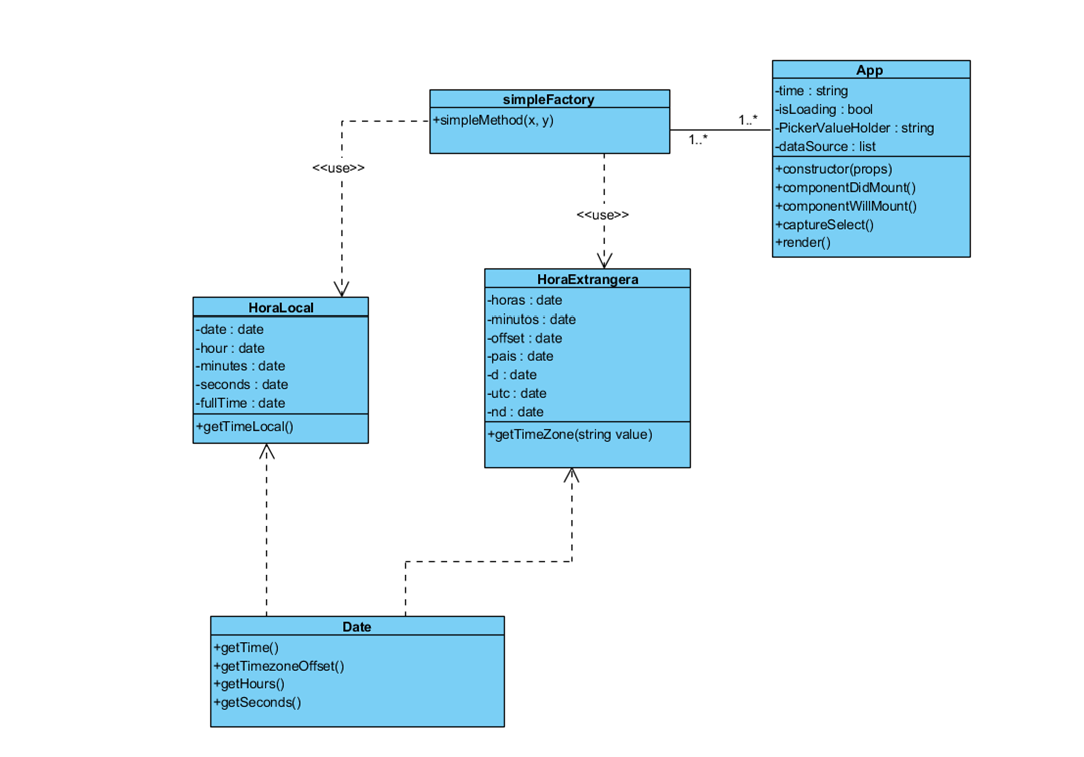 App
-time : string
-isLoading : bool
-PickerValueHolder : string
-dataSource : list
+constructor(props)
+componentDidMount()
+componentWillMount()
+captureSelect()
+render()
simpleFactory
+simpleMethod(x, y)
1..*
1..*
<<use>>
<<use>>
HoraLocal
-date : date
-hour : date
-minutes : date
-seconds : date
-fullTime : date
+getTimeLocal()
HoraExtrangera
-horas : date
-minutos : date
-offset : date
-pais : date
-d : date
-utc : date
-nd : date
+getTimeZone(string value)
Date
+getTime()
+getTimezoneOffset()
+getHours()
+getSeconds()